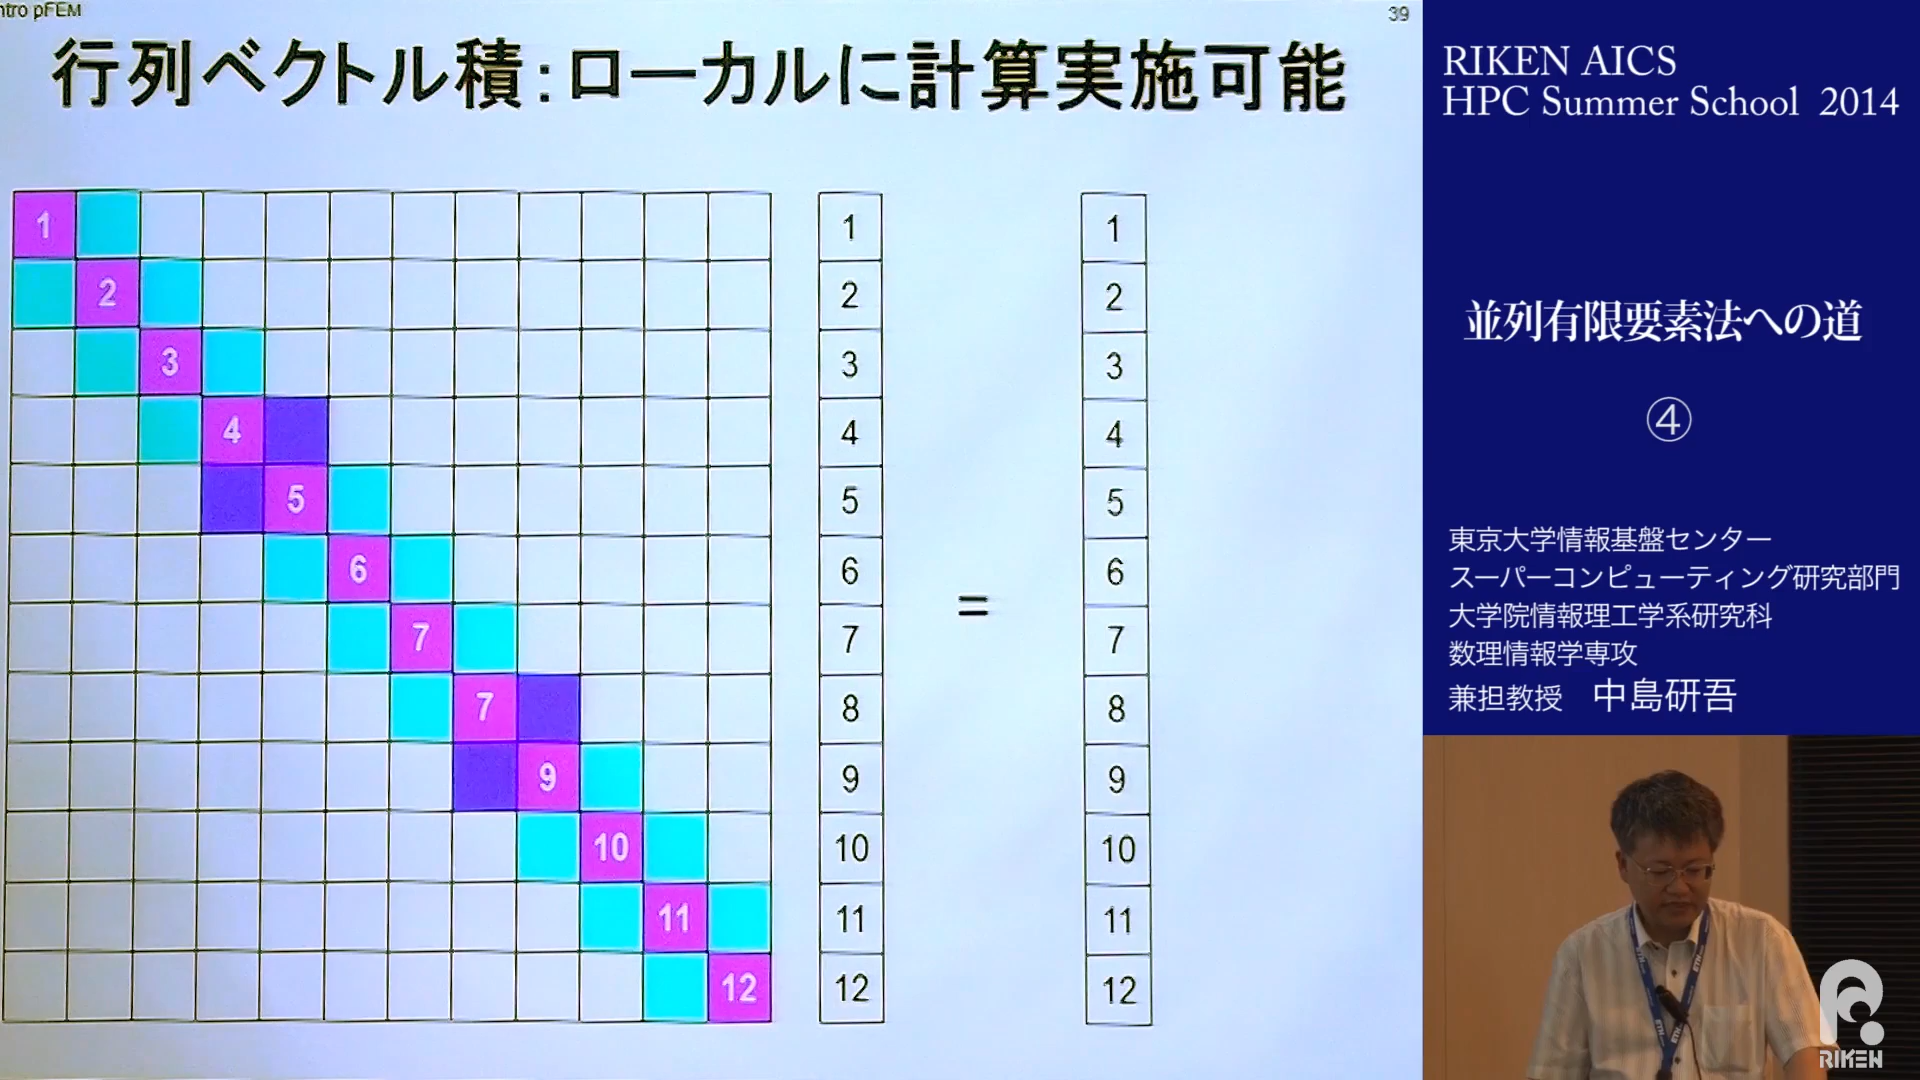 ntro pFEM
39
行列ベクトル積:ローカルに計算実施可能
1 1 1
2 2 2
3 3 3
4 4 4
5 5 5
6 6 6
=
7 7 7
7 8 8
9 9 9
10 10 10
11 11 11
12 12 12
RIKEN AICS
HPC Summer School 2014
並列有限要素法への道
④
東京大学情報基盤センター
スーパーコンピューティング研究部門
大学院情報理工学系研究科
数理情報学専攻
兼担教授 中島研吾
ETH
ETH
RIKEN